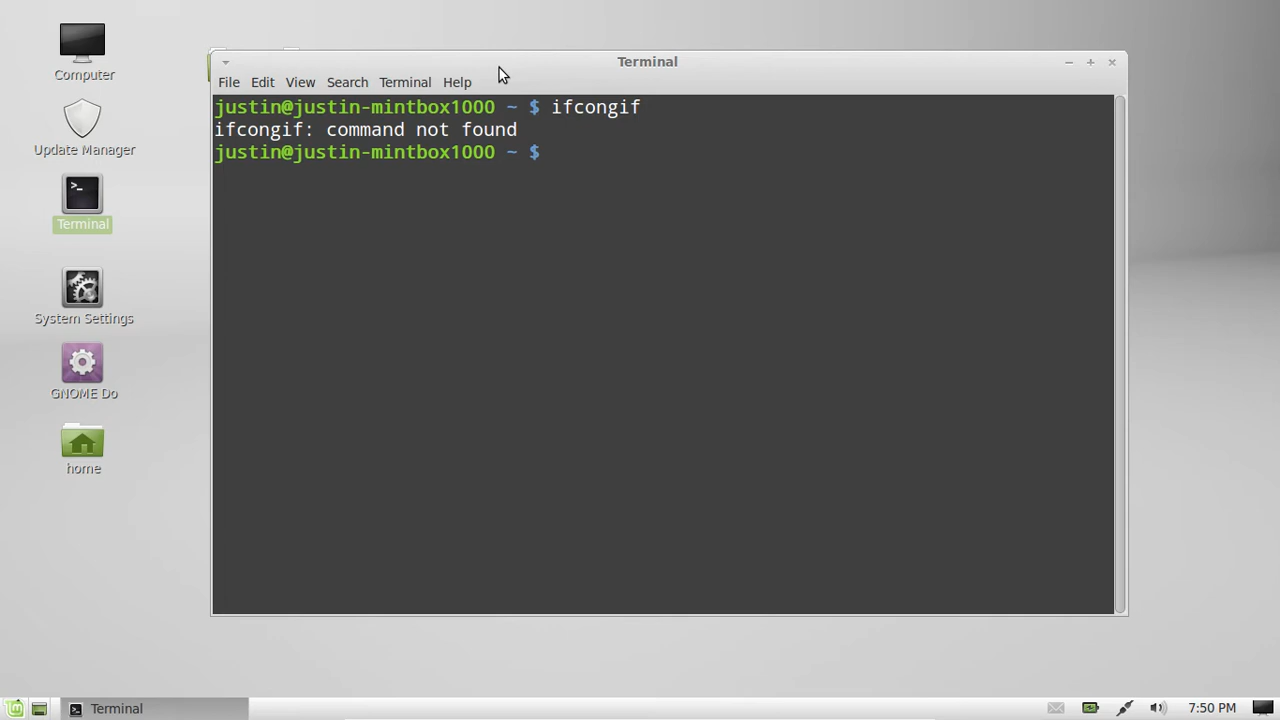 Computer
Update Manager
Terminal
System Settings
GNOME Do
home
Terminal
File Edit View Search Terminal Help
justin@justin-mintbox1000 ~ $ ifcongif
ifcongif: command not found
justin@justin-mintbox1000 ~ $
Terminal
7:50 PM